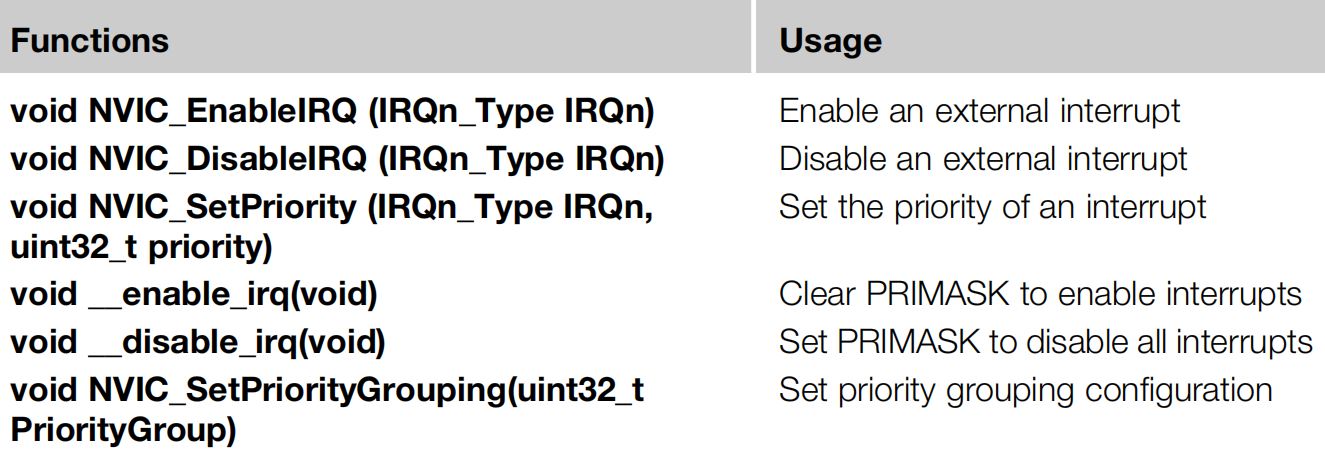 Functions Usage
void NVIC_EnableIRQ (IRQn_Type IRQn) Enable an external interrupt
void NVIC_DisableIRQ (IRQn_Type IRQn) Disable an external interrupt
void NVIC_SetPriority (IRQn_Type IRQn, Set the priority of an interrupt
uint32_t priority)
void __enable_irq(void) Clear PRIMASK to enable interrupts
void __disable_irq(void) Set PRIMASK to disable all interrupts
void NVIC_SetPriorityGrouping(uint32_t Set priority grouping configuration
PriorityGroup)